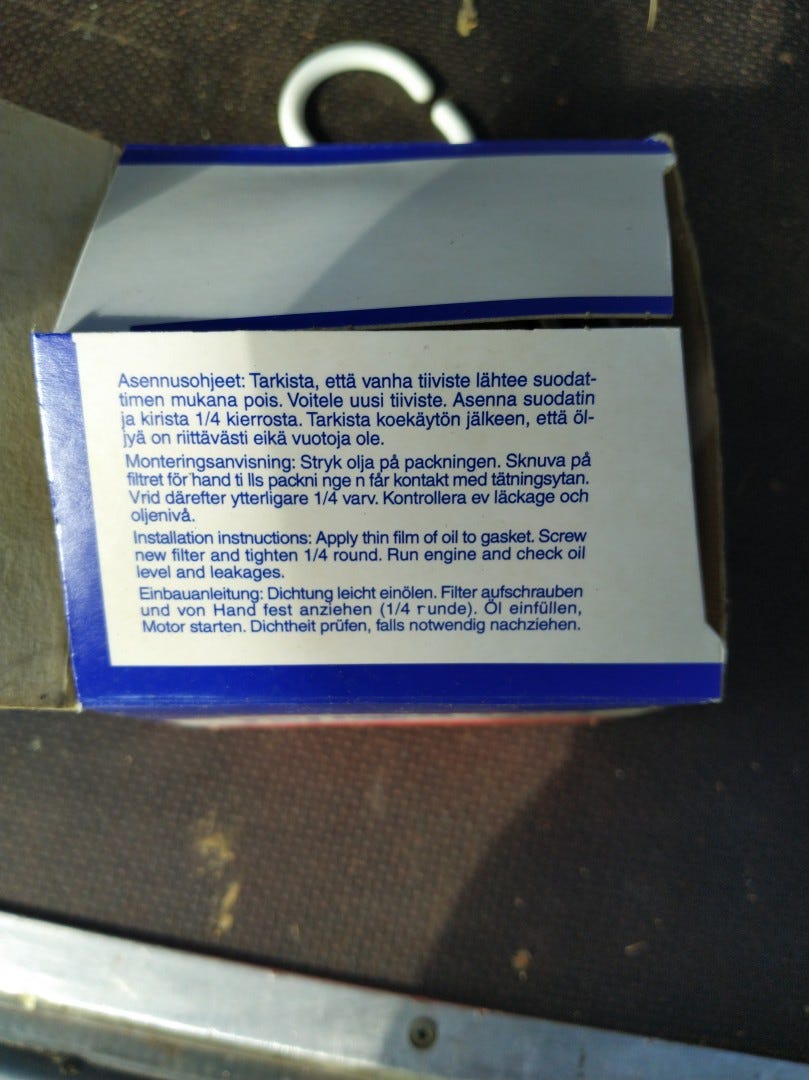 Asennusohjeet: Tarkista, että vanha tiiviste lähtee suodat-
timen mukana pois. Voitele uusi tiiviste. Asenna suodatin
ja kirista 1/4 kierrosta. Tarkista koekäytön jälkeen, että öl-
jyä on riittävästi eikä vuotoja ole.
Monteringsanvisning: Stryk olja på packningen. Sknuva på
filtret för hand ti lls packni nge n får kontakt med tätningsytan.
Vrid därefter ytterligare 1/4 varv. Kontrollera ev läckage och
oljenivå.
Installation instnuctions: Apply thin film of oil to gasket. Screw
new filter and tighten 1/4 round. Run engine and check oil
level and leakages.
Einbauanleitung: Dichtung leicht einölen. Filter aufschrauben
und von Hand fest anziehen (1/4 runde). Öl einfüllen,
Motor starten. Dichtheit prüfen, falls notwendig nachziehen.